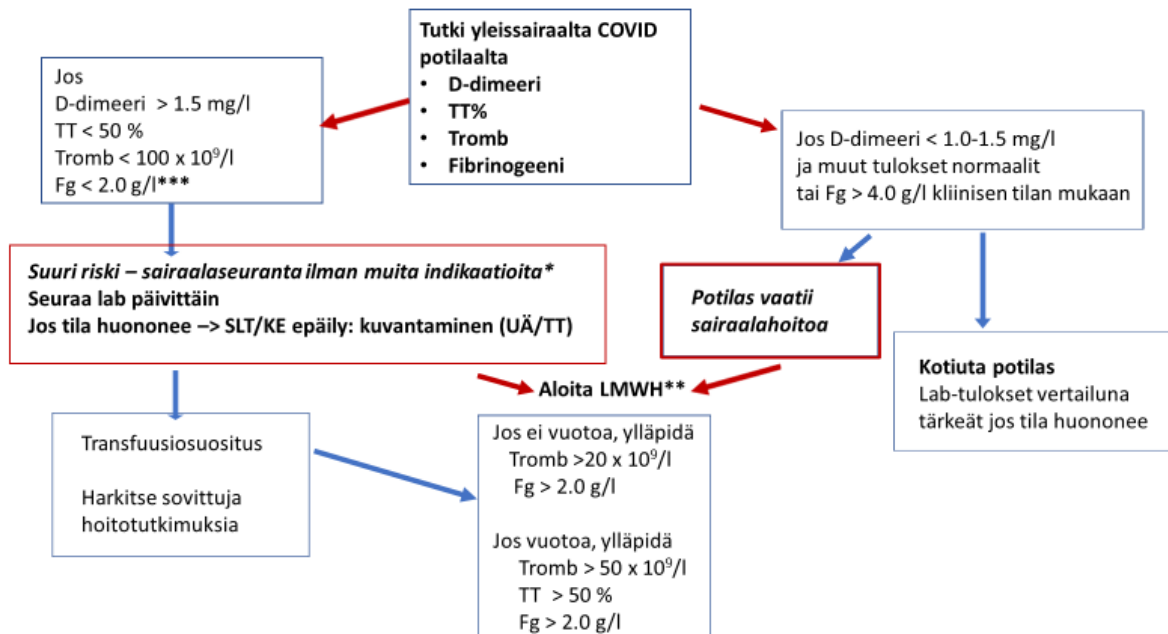 Tutki yleissairaalta COVID
potilaalta
• D-dimeeri
• TT%
• Tromb
• Fibrinogeeni
Jos
D-dimeeri > 1.5 mg/l
TT < 50 %
Tromb < 100 x 10⁹/l
Fg < 2.0 g/l***
Jos D-dimeeri < 1.0-1.5 mg/l
ja muut tulokset normaalit
tai Fg > 4.0 g/l kliinisen tilan mukaan
Suuri riski – sairaalaseuranta ilman muita indikaatioita*
Seuraa lab päivittäin
Jos tila huononee –> SLT/KE epäily: kuvantaminen (UÄ/TT)
Potilas vaatii
sairaalahoitoa
Kotiuta potilas
Lab-tulokset vertailuna
tärkeät jos tila huononee
Aloita LMWH**
Transfuusiosuositus
Harkitse sovittuja
hoitotutkimuksia
Jos ei vuotoa, ylläpidä
Tromb >20 x 10⁹/l
Fg > 2.0 g/l
Jos vuotoa, ylläpidä
Tromb > 50 x 10⁹/l
TT > 50 %
Fg > 2.0 g/l